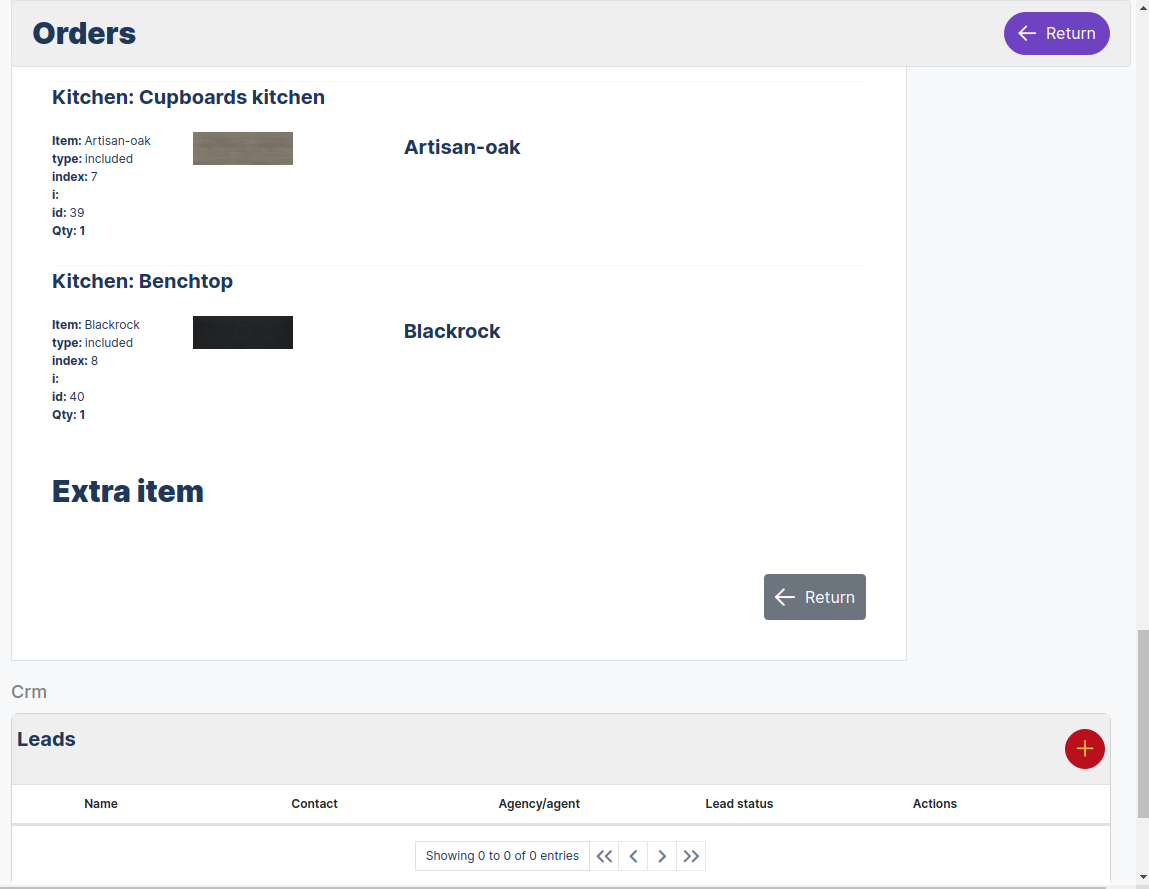 Orders
Return
Kitchen: Cupboards kitchen
Item: Artisan-oak
type: included
index: 7
i:
id: 39
Qty: 1
Artisan-oak
Kitchen: Benchtop
Item: Blackrock
type: included
index: 8
i:
id: 40
Qty: 1
Blackrock
Extra item
Return
Crm
Leads
Name Contact Agency/agent Lead status Actions
Showing 0 to 0 of 0 entries